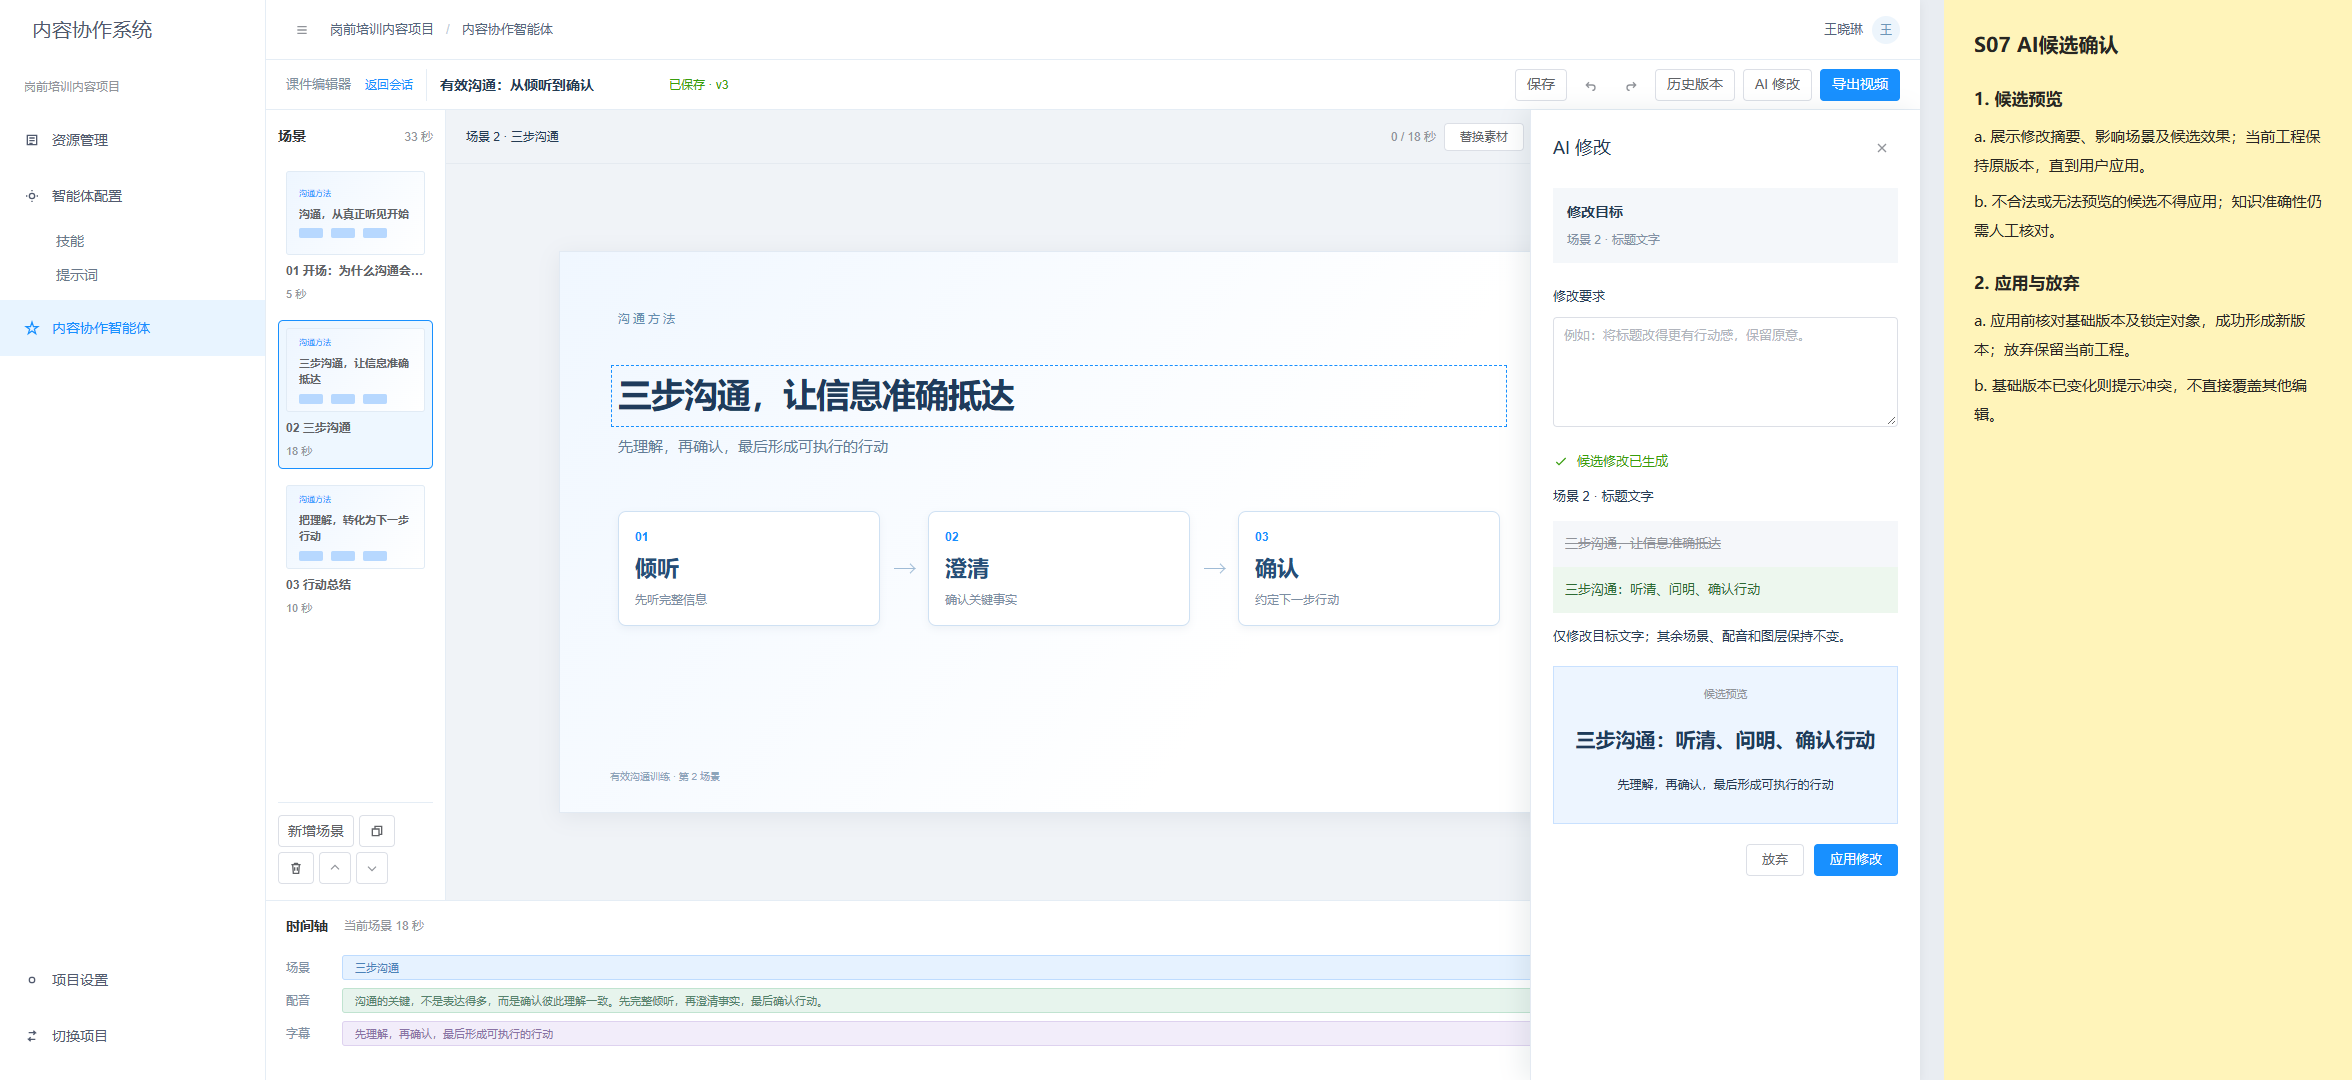 内容协作系统
岗前培训内容项目
资源管理
智能体配置
技能
提示词
内容协作智能体
项目设置
切换项目
岗前培训内容项目 / 内容协作智能体
王晓琳 王
课件编辑器 返回会话 有效沟通：从倾听到确认 已保存 · v3
保存 历史版本 AI 修改 导出视频
场景 33 秒
沟通方法
沟通，从真正听见开始
01 开场：为什么沟通会...
5 秒
沟通方法
三步沟通，让信息准确
抵达
02 三步沟通
18 秒
沟通方法
把理解，转化为下一步
行动
03 行动总结
10 秒
新增场景
场景 2 · 三步沟通 0 / 18 秒 替换素材
沟通方法
三步沟通，让信息准确抵达
先理解，再确认，最后形成可执行的行动
01
倾听
先听完整信息
02
澄清
确认关键事实
03
确认
约定下一步行动
有效沟通训练 · 第 2 场景
时间轴 当前场景 18 秒
场景 三步沟通
配音 沟通的关键，不是表达得多，而是确认彼此理解一致。先完整倾听，再澄清事实，最后确认行动。
字幕 先理解，再确认，最后形成可执行的行动
AI 修改
修改目标
场景 2 · 标题文字
修改要求
例如：将标题改得更有行动感，保留原意。
候选修改已生成
场景 2 · 标题文字
三步沟通，让信息准确抵达
三步沟通：听清、问明、确认行动
仅修改目标文字；其余场景、配音和图层保持不变。
候选预览
三步沟通：听清、问明、确认行动
先理解，再确认，最后形成可执行的行动
放弃 应用修改
S07 AI候选确认
1. 候选预览
a. 展示修改摘要、影响场景及候选效果；当前工程保
持原版本，直到用户应用。
b. 不合法或无法预览的候选不得应用；知识准确性仍
需人工核对。
2. 应用与放弃
a. 应用前核对基础版本及锁定对象，成功形成新版
本；放弃保留当前工程。
b. 基础版本已变化则提示冲突，不直接覆盖其他编
辑。